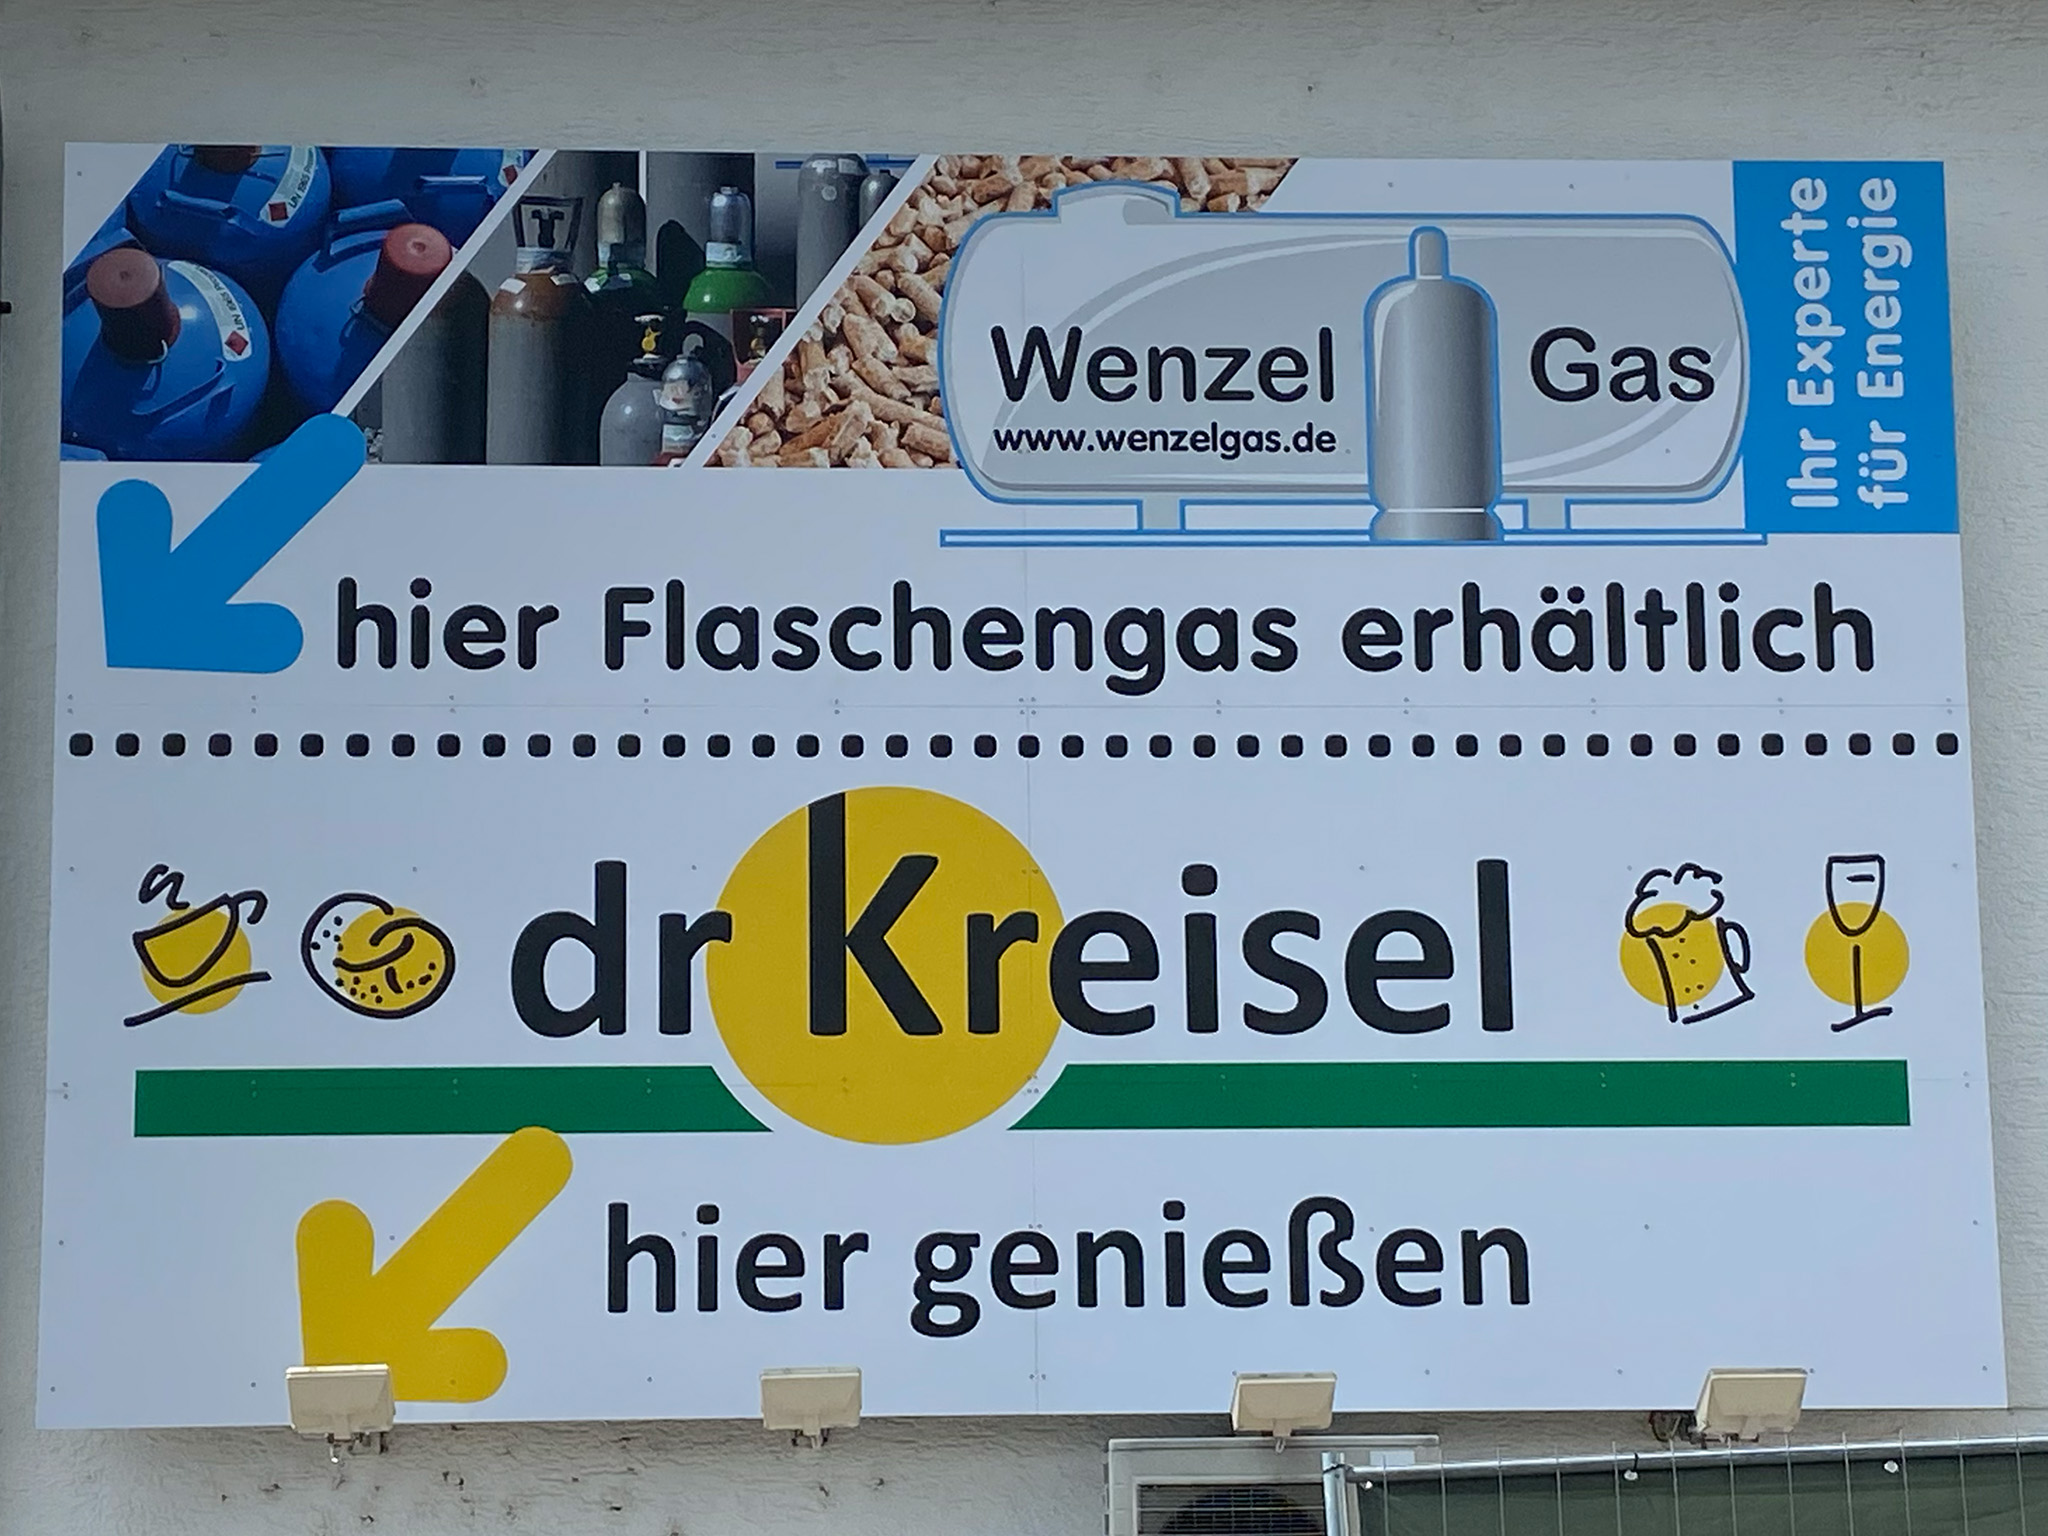 Wenzel Gas
www.wenzelgas.de
Ihr Experte
für Energie
hier Flaschengas erhältlich
dr Kreisel
hier genießen